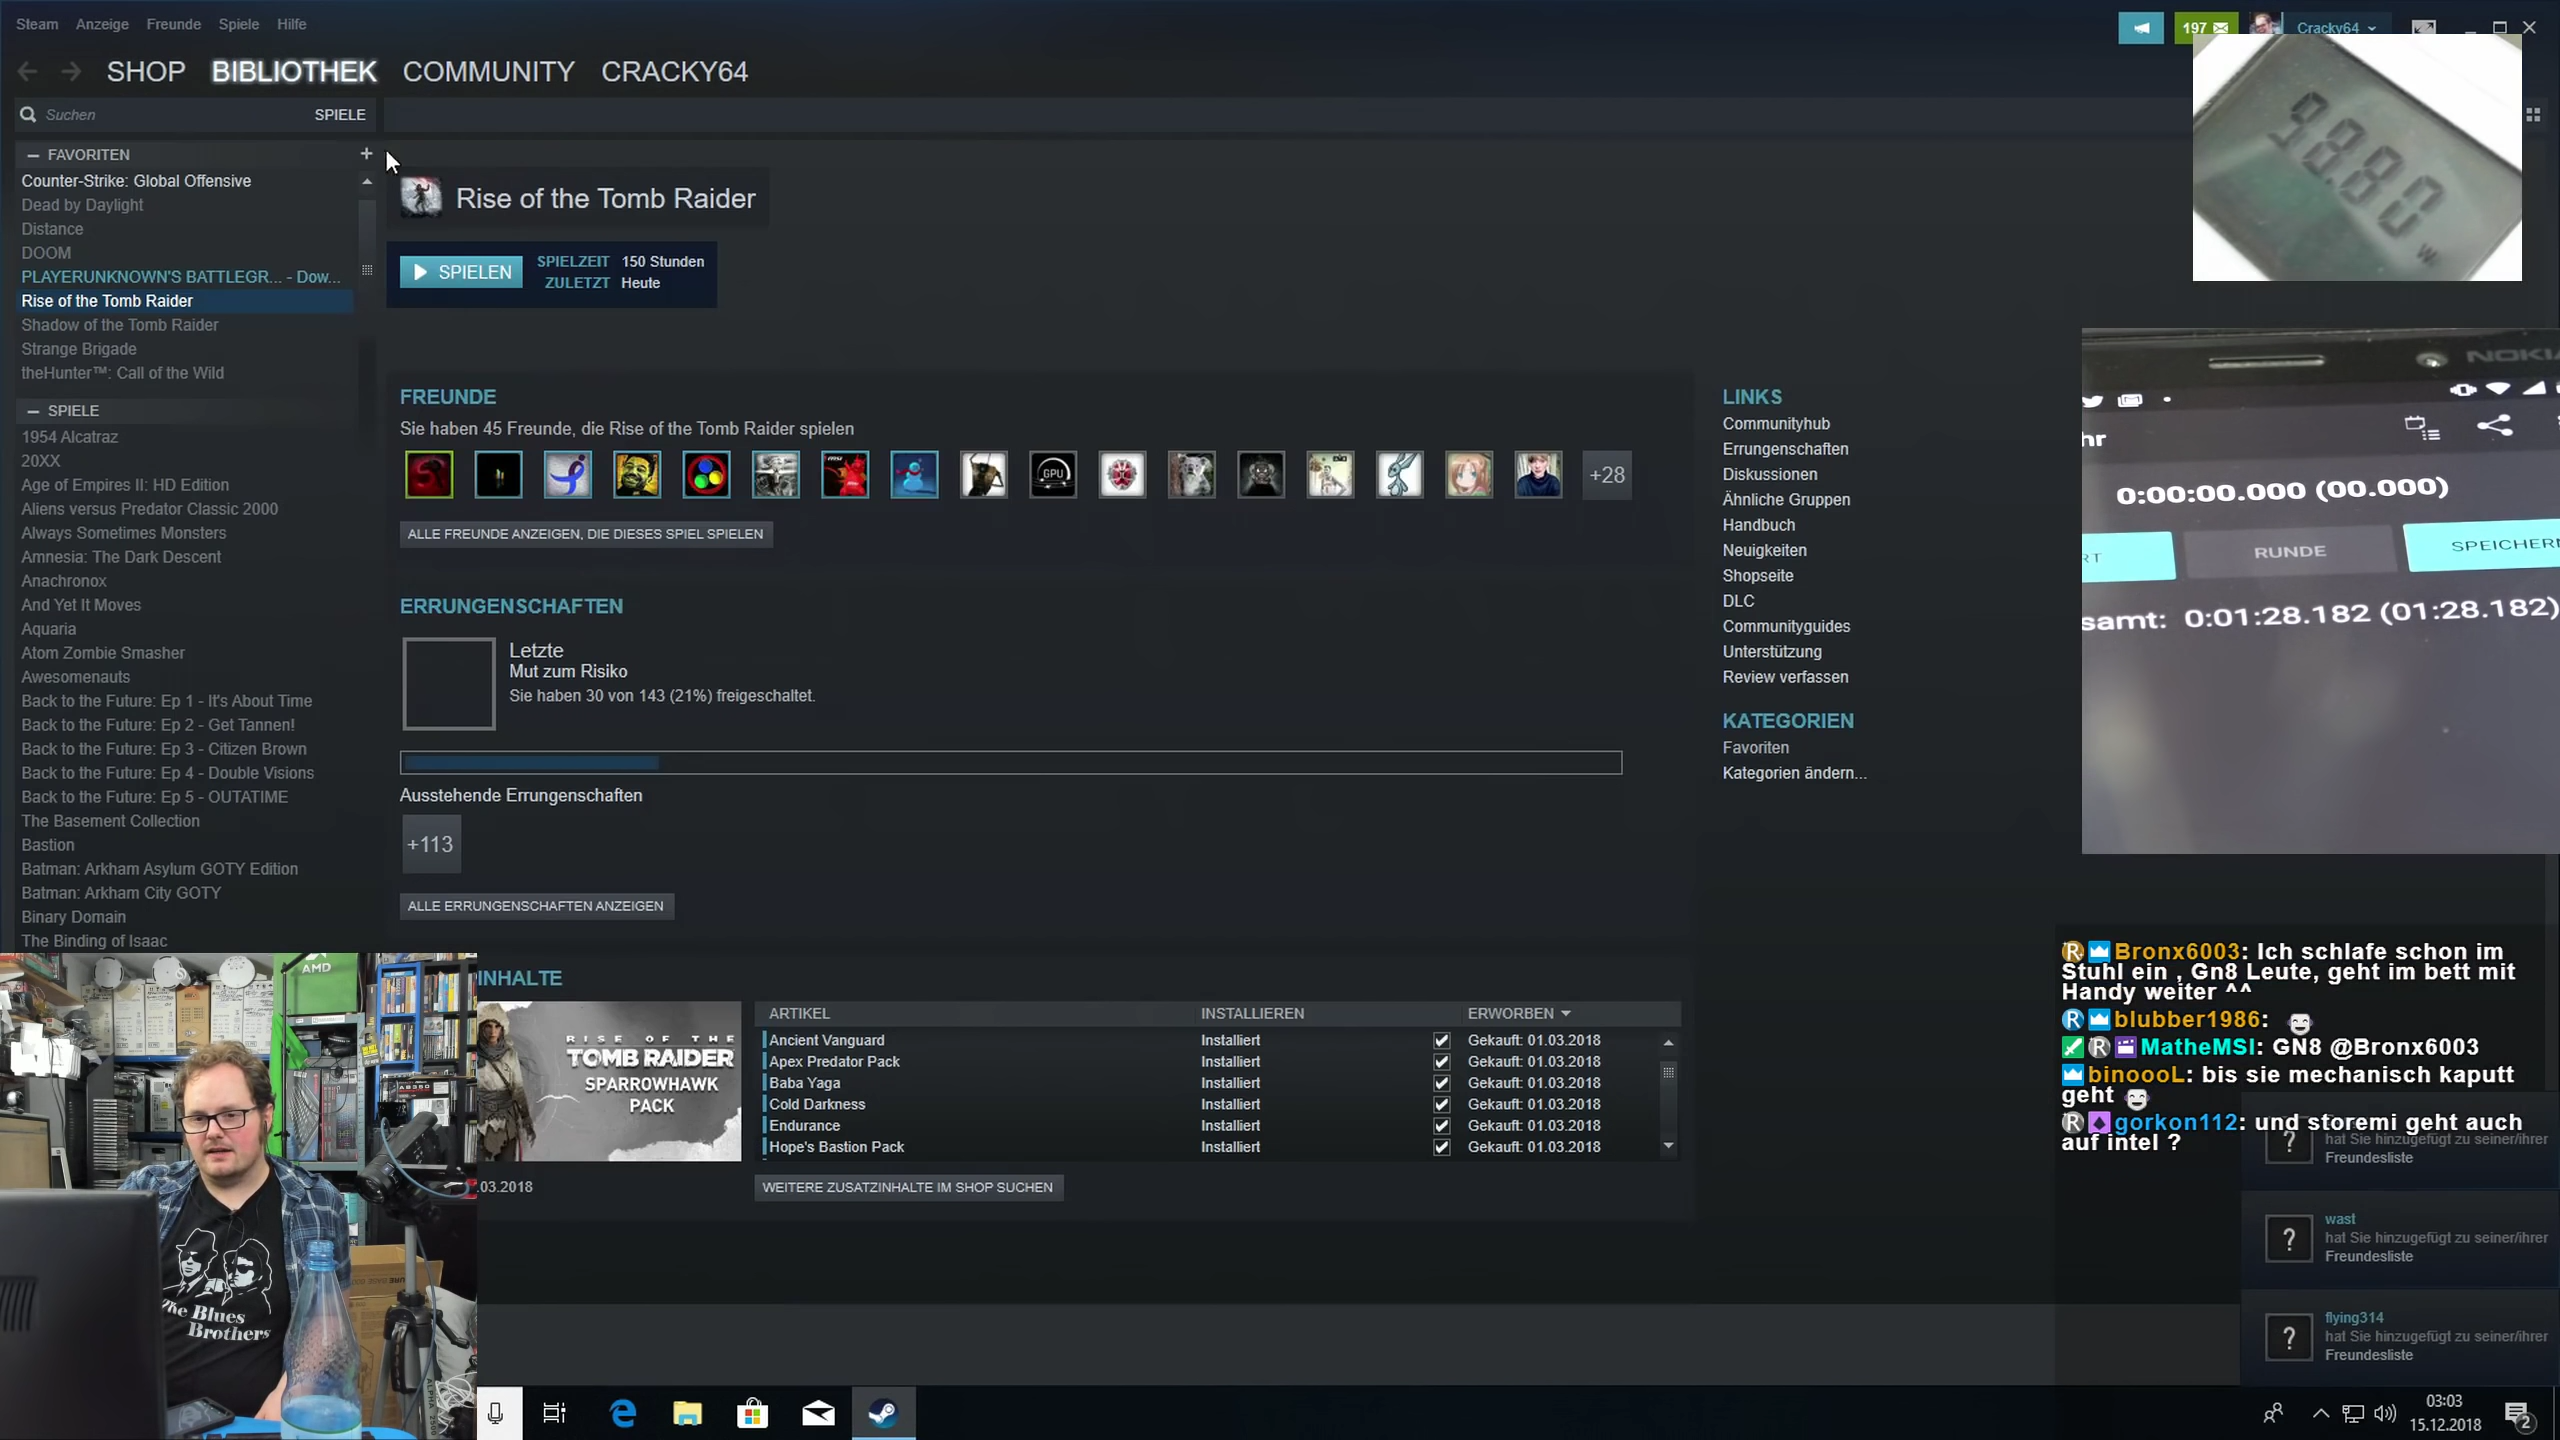 Steam Anzeige Freunde Spiele Hilfe
197
Cracky64
SHOP BIBLIOTHEK COMMUNITY CRACKY64
Suchen
SPIELE
FAVORITEN
Counter-Strike: Global Offensive
Dead by Daylight
Distance
DOOM
PLAYERUNKNOWN'S BATTLEGR... - Dow...
Rise of the Tomb Raider
Shadow of the Tomb Raider
Strange Brigade
theHunter™: Call of the Wild
SPIELE
1954 Alcatraz
20XX
Age of Empires II: HD Edition
Aliens versus Predator Classic 2000
Always Sometimes Monsters
Amnesia: The Dark Descent
Anachronox
And Yet It Moves
Aquaria
Atom Zombie Smasher
Awesomenauts
Back to the Future: Ep 1 - It's About Time
Back to the Future: Ep 2 - Get Tannen!
Back to the Future: Ep 3 - Citizen Brown
Back to the Future: Ep 4 - Double Visions
Back to the Future: Ep 5 - OUTATIME
The Basement Collection
Bastion
Batman: Arkham Asylum GOTY Edition
Batman: Arkham City GOTY
Binary Domain
The Binding of Isaac
Rise of the Tomb Raider
SPIELEN
SPIELZEIT 150 Stunden
ZULETZT Heute
FREUNDE
Sie haben 45 Freunde, die Rise of the Tomb Raider spielen
GPU
+28
ALLE FREUNDE ANZEIGEN, DIE DIESES SPIEL SPIELEN
ERRUNGENSCHAFTEN
Letzte
Mut zum Risiko
Sie haben 30 von 143 (21%) freigeschaltet.
Ausstehende Errungenschaften
+113
ALLE ERRUNGENSCHAFTEN ANZEIGEN
INHALTE
RISE OF THE
TOMB RAIDER
SPARROWHAWK
PACK
.03.2018
ARTIKEL INSTALLIEREN ERWORBEN
Ancient Vanguard Installiert Gekauft: 01.03.2018
Apex Predator Pack Installiert Gekauft: 01.03.2018
Baba Yaga Installiert Gekauft: 01.03.2018
Cold Darkness Installiert Gekauft: 01.03.2018
Endurance Installiert Gekauft: 01.03.2018
Hope's Bastion Pack Installiert Gekauft: 01.03.2018
WEITERE ZUSATZINHALTE IM SHOP SUCHEN
LINKS
Communityhub
Errungenschaften
Diskussionen
Ähnliche Gruppen
Handbuch
Neuigkeiten
Shopseite
DLC
Communityguides
Unterstützung
Review verfassen
KATEGORIEN
Favoriten
Kategorien ändern...
98.80
W
NOKIA
hr
0:00:00.000 (00.000)
RT RUNDE SPEICHERN
samt: 0:01:28.182 (01:28.182)
Bronx6003: Ich schlafe schon im
Stuhl ein , Gn8 Leute, geht im bett mit
Handy weiter ^^
blubber1986:
MatheMSI: GN8 @Bronx6003
binoooL: bis sie mechanisch kaputt
geht
gorkon112: und storemi geht auch
auf intel ?
hat Sie hinzugefügt zu seiner/ihrer
Freundesliste
wast
hat Sie hinzugefügt zu seiner/ihrer
Freundesliste
flying314
hat Sie hinzugefügt zu seiner/ihrer
Freundesliste
AMD
The Blues
Brothers
03:03
15.12.2018
2